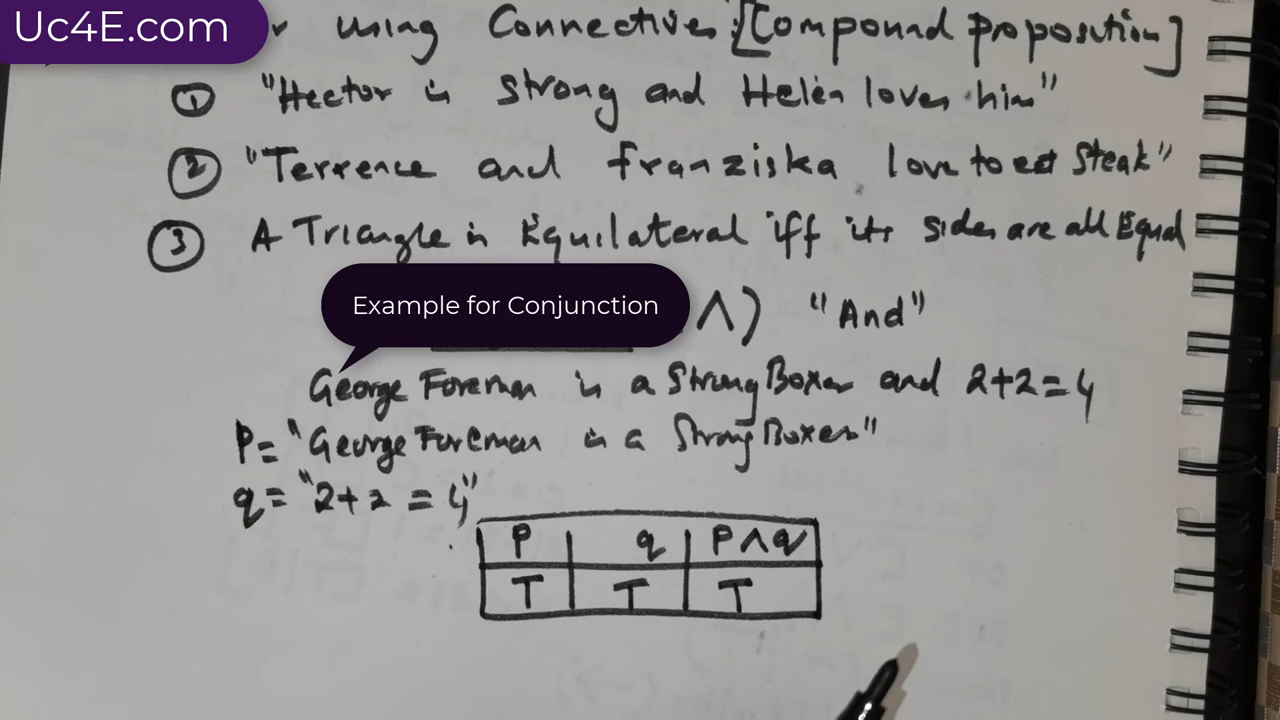 Uc4E.com
using Connectives [Compound proposition]
① "Hector is strong and Helen loves him"
② "Terrence and franziska love to eat Steak"
③ A Triangle is Equilateral iff its sides are all Equal
Example for Conjunction ∧) "And"
George Foreman is a Strong Boxer and 2+2=4
P= "George Foreman is a Strong Boxer"
q= "2+2 = 4"
P q P∧q
T T T